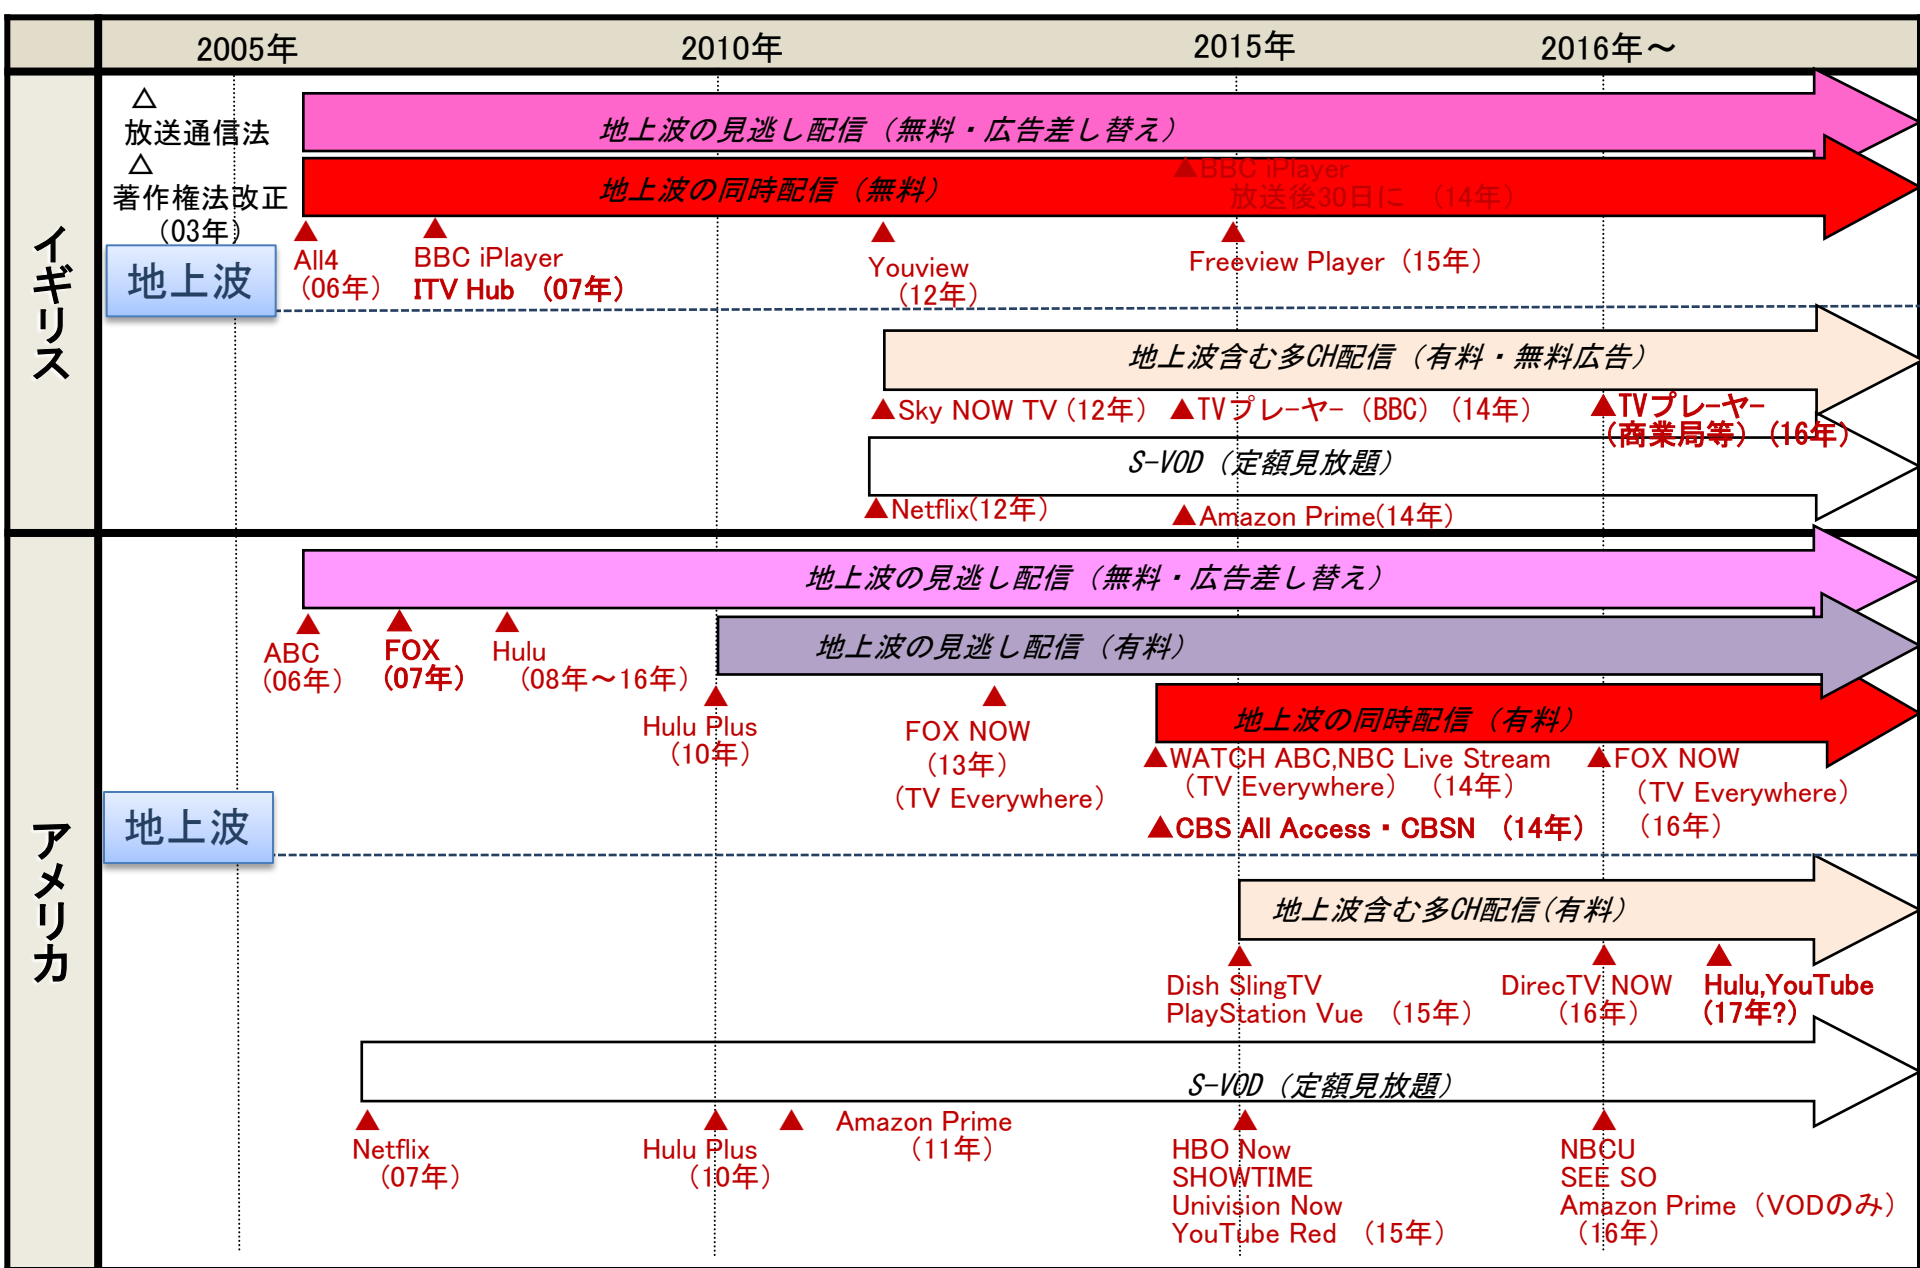 2005年 2010年 2015年 2016年～
イギリス
△
放送通信法
△
著作権法改正
(03年)
地上波
地上波の見逃し配信（無料・広告差し替え）
地上波の同時配信（無料）
▲BBC iPlayer
放送後30日に （14年）
▲
All4
（06年）
▲
BBC iPlayer
ITV Hub （07年）
▲
Youview
（12年）
▲
Freeview Player（15年）
地上波含む多CH配信（有料・無料広告）
▲Sky NOW TV（12年） ▲TVプレーヤー（BBC）（14年） ▲TVプレーヤー
（商業局等）（16年）
S-VOD（定額見放題）
▲Netflix(12年） ▲Amazon Prime(14年）
アメリカ
地上波
地上波の見逃し配信（無料・広告差し替え）
▲
ABC
（06年）
▲
FOX
（07年）
▲
Hulu
（08年～16年）
地上波の見逃し配信（有料）
▲
Hulu Plus
（10年）
▲
FOX NOW
（13年）
（TV Everywhere）
地上波の同時配信（有料）
▲WATCH ABC,NBC Live Stream
（TV Everywhere） （14年）
▲CBS All Access・CBSN （14年）
▲FOX NOW
（TV Everywhere）
（16年）
地上波含む多CH配信(有料）
▲
Dish SlingTV
PlayStation Vue （15年）
▲
DirecTV NOW
（16年）
▲
Hulu,YouTube
（17年?）
S-VOD（定額見放題）
▲
Netflix
（07年）
▲
Hulu Plus
（10年）
▲ Amazon Prime
（11年）
▲
HBO Now
SHOWTIME
Univision Now
YouTube Red （15年）
▲
NBCU
SEE SO
Amazon Prime（VODのみ）
（16年）